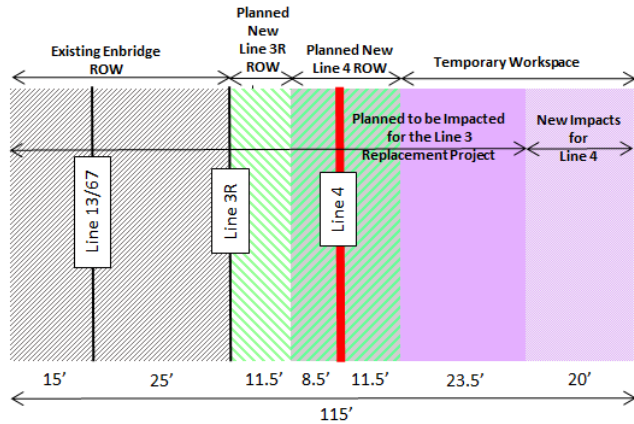 Planned
New
Line 3R
ROW
Existing Enbridge
ROW
Planned New
Line 4 ROW
Temporary Workspace
Planned to be Impacted
for the Line 3
Replacement Project
New Impacts
for
Line 4
Line 13/67
Line 3R
Line 4
15’
25’
11.5’
8.5’
11.5’
23.5’
20’
115’